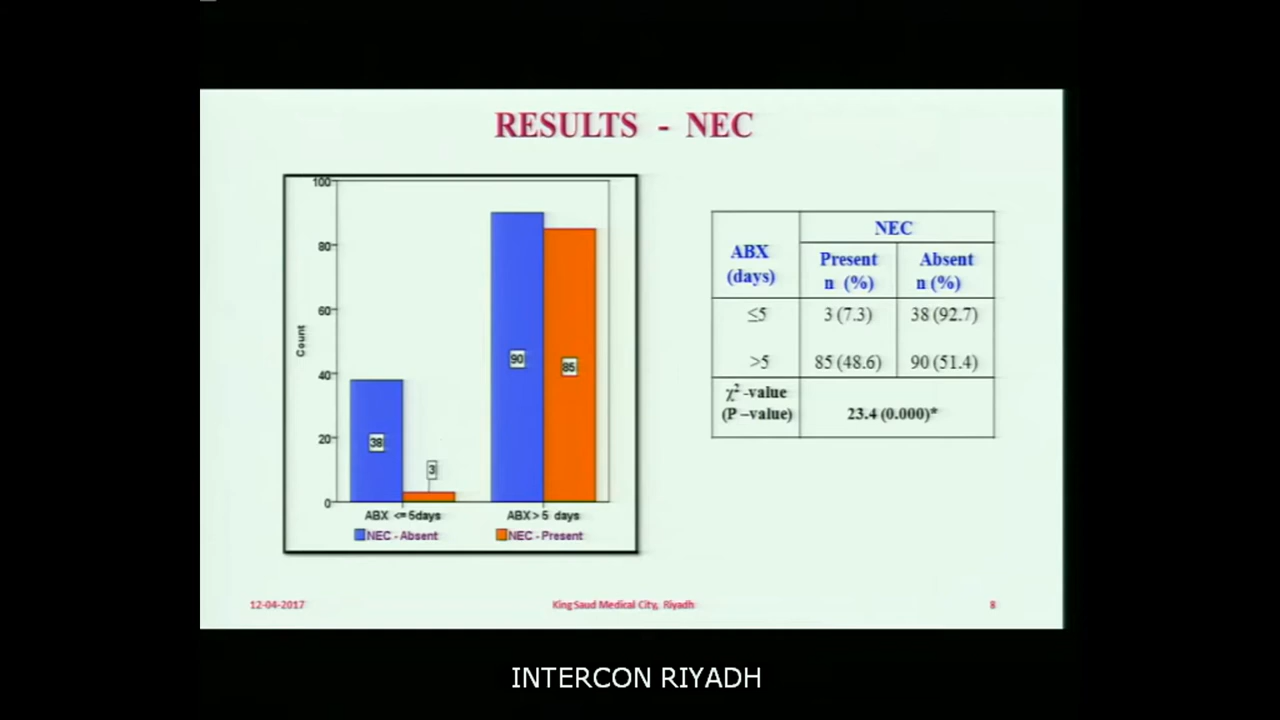 RESULTS - NEC
100
80
60
40
20
0
Count
38
3
90
85
ABX <= 5days
ABX > 5 days
NEC - Absent
NEC - Present
ABX
(days)
NEC
Present
n (%)
Absent
n (%)
≤5
3 (7.3)
38 (92.7)
>5
85 (48.6)
90 (51.4)
χ² -value
(P –value)
23.4 (0.000)*
12-04-2017
King Saud Medical City, Riyadh
8
INTERCON RIYADH